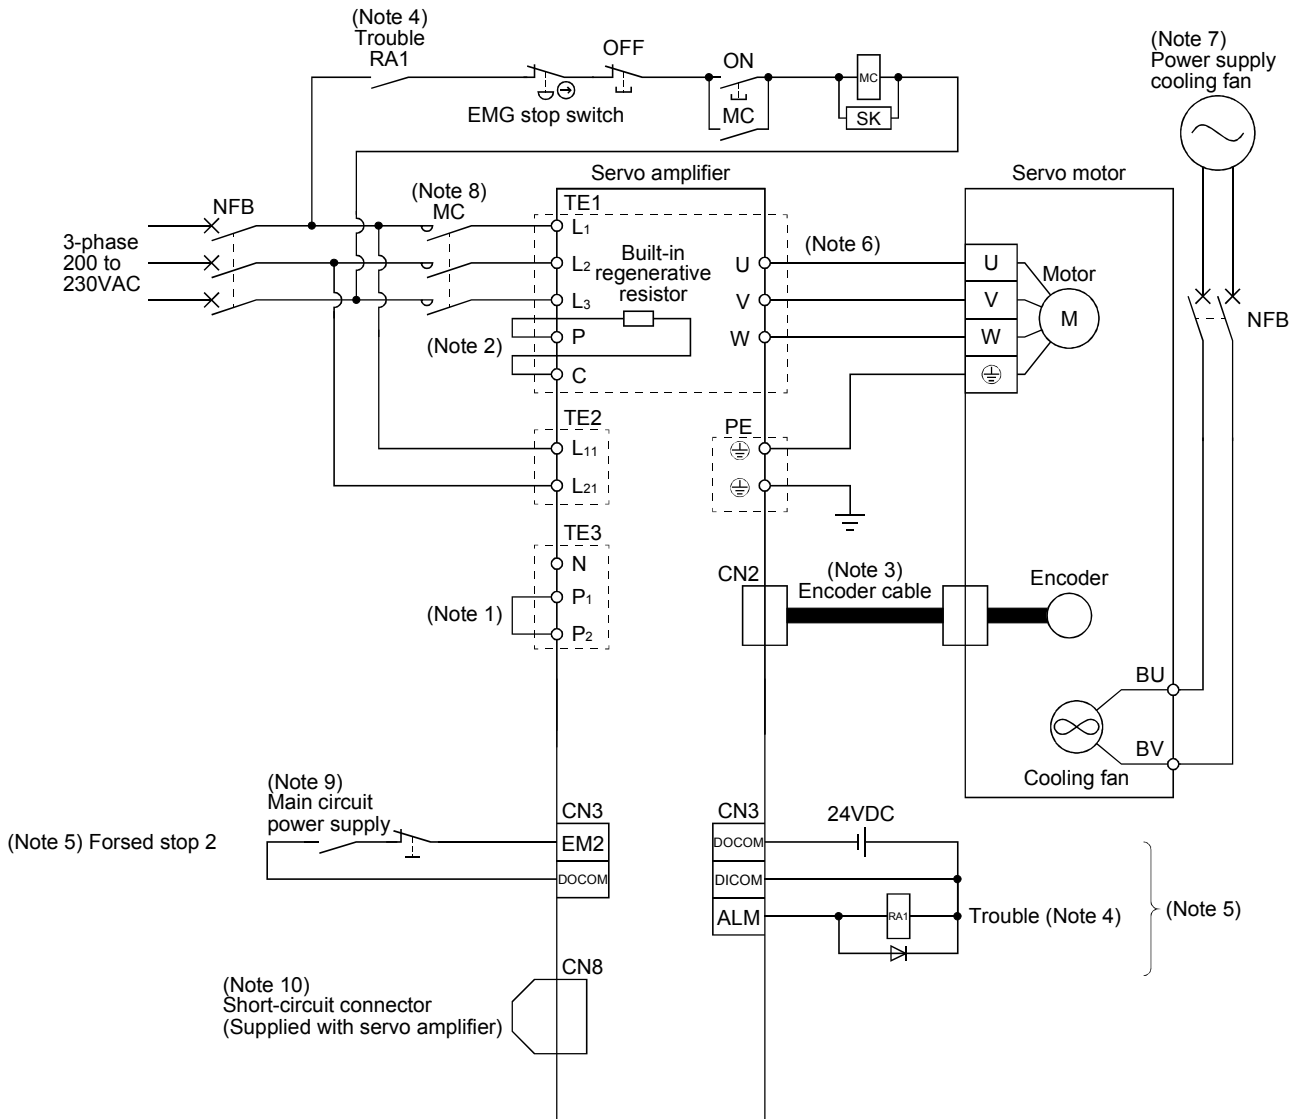 (Note 4)
Trouble
RA1
OFF
ON
MC
EMG stop switch
MC
SK
(Note 7)
Power supply
cooling fan
Servo amplifier
Servo motor
NFB
(Note 8)
MC
TE1
3-phase
200 to
230VAC
L1
L2
L3
Built-in
regenerative
resistor
(Note 2)
P
C
U
V
W
(Note 6)
U
V
W
Motor
M
NFB
TE2
L11
L21
PE
TE3
N
P1
P2
(Note 1)
CN2
(Note 3)
Encoder cable
Encoder
BU
BV
Cooling fan
(Note 9)
Main circuit
power supply
(Note 5) Forsed stop 2
CN3
EM2
DOCOM
CN3
DOCOM
DICOM
ALM
24VDC
RA1
Trouble (Note 4)
(Note 5)
CN8
(Note 10)
Short-circuit connector
(Supplied with servo amplifier)